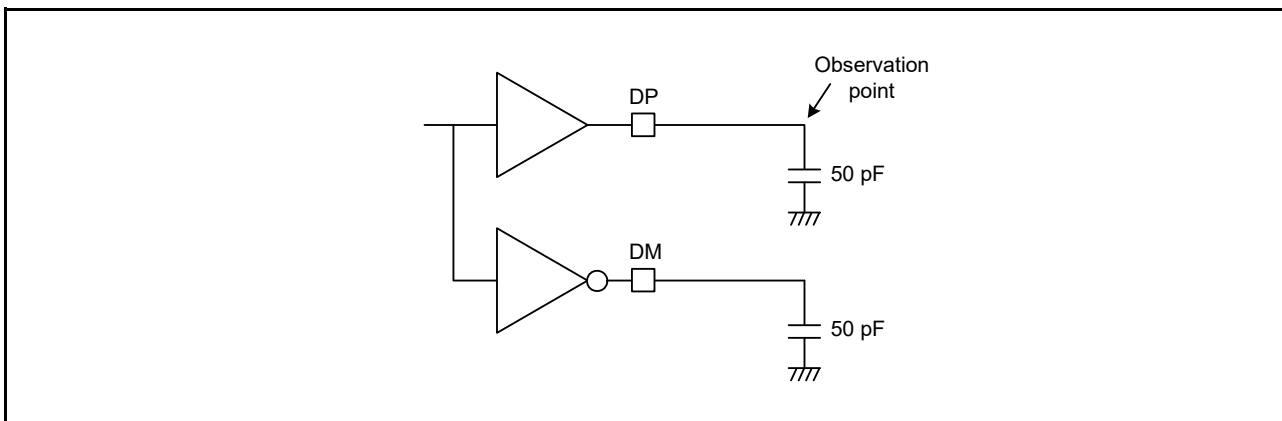 Observation
point
DP
50 pF
DM
50 pF